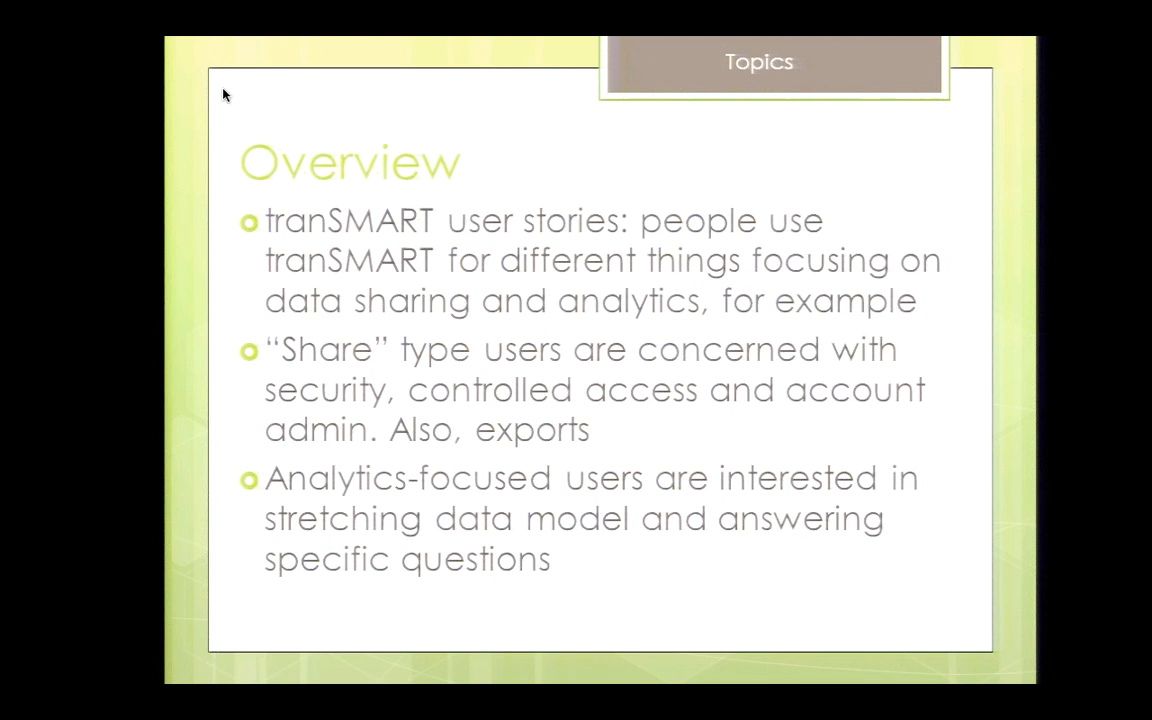 Topics
Overview
tranSMART user stories: people use
tranSMART for different things focusing on
data sharing and analytics, for example
“Share” type users are concerned with
security, controlled access and account
admin. Also, exports
Analytics-focused users are interested in
stretching data model and answering
specific questions